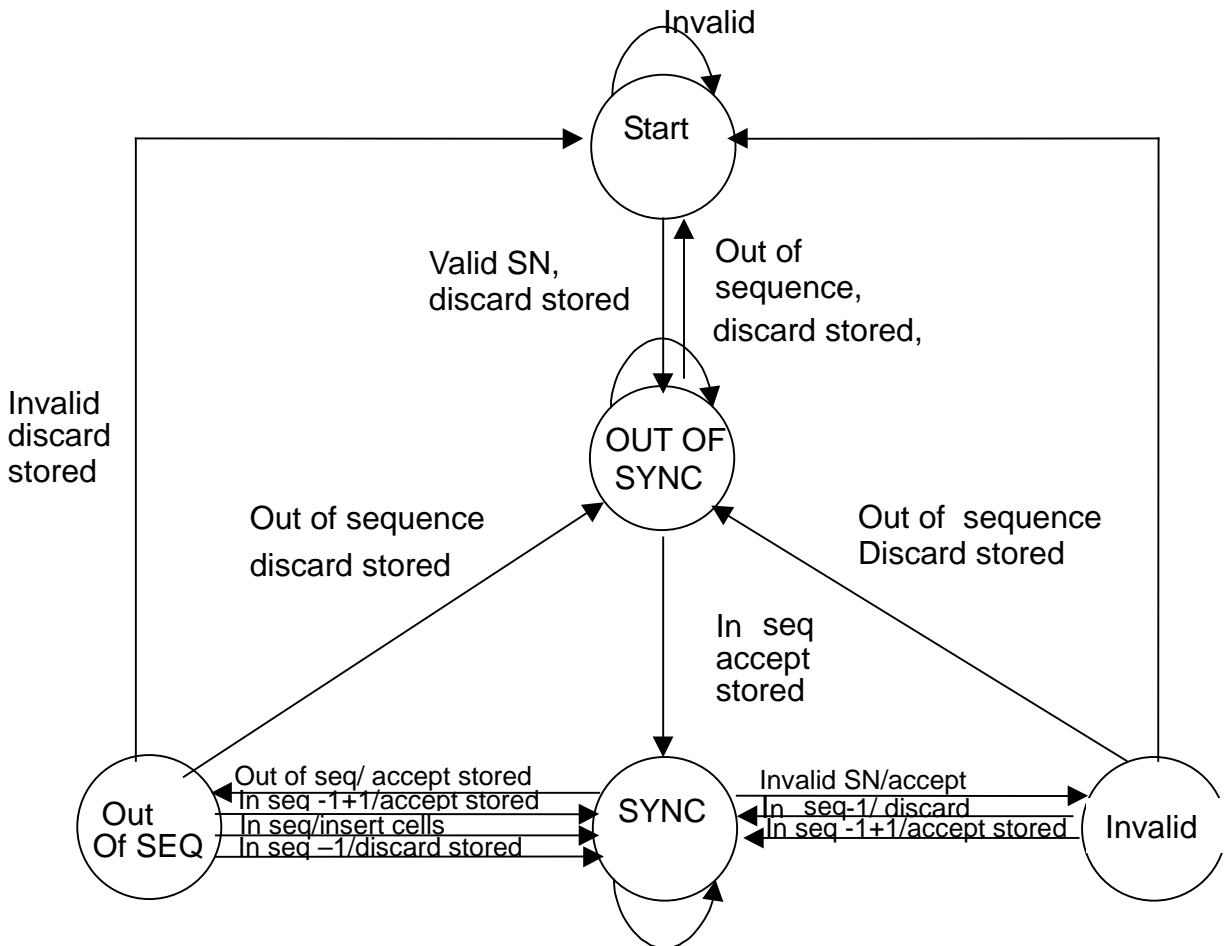 Invalid
Start
Valid SN,
discard stored
Out of
sequence,
discard stored,
Invalid
discard
stored
OUT OF
SYNC
Out of sequence
discard stored
Out of sequence
Discard stored
In seq
accept
stored
Out of seq/ accept stored
In seq -1+1/accept stored
In seq/insert cells
In seq –1/discard stored
Out
Of SEQ
SYNC
Invalid SN/accept
In seq-1/ discard
In seq -1+1/accept stored
Invalid